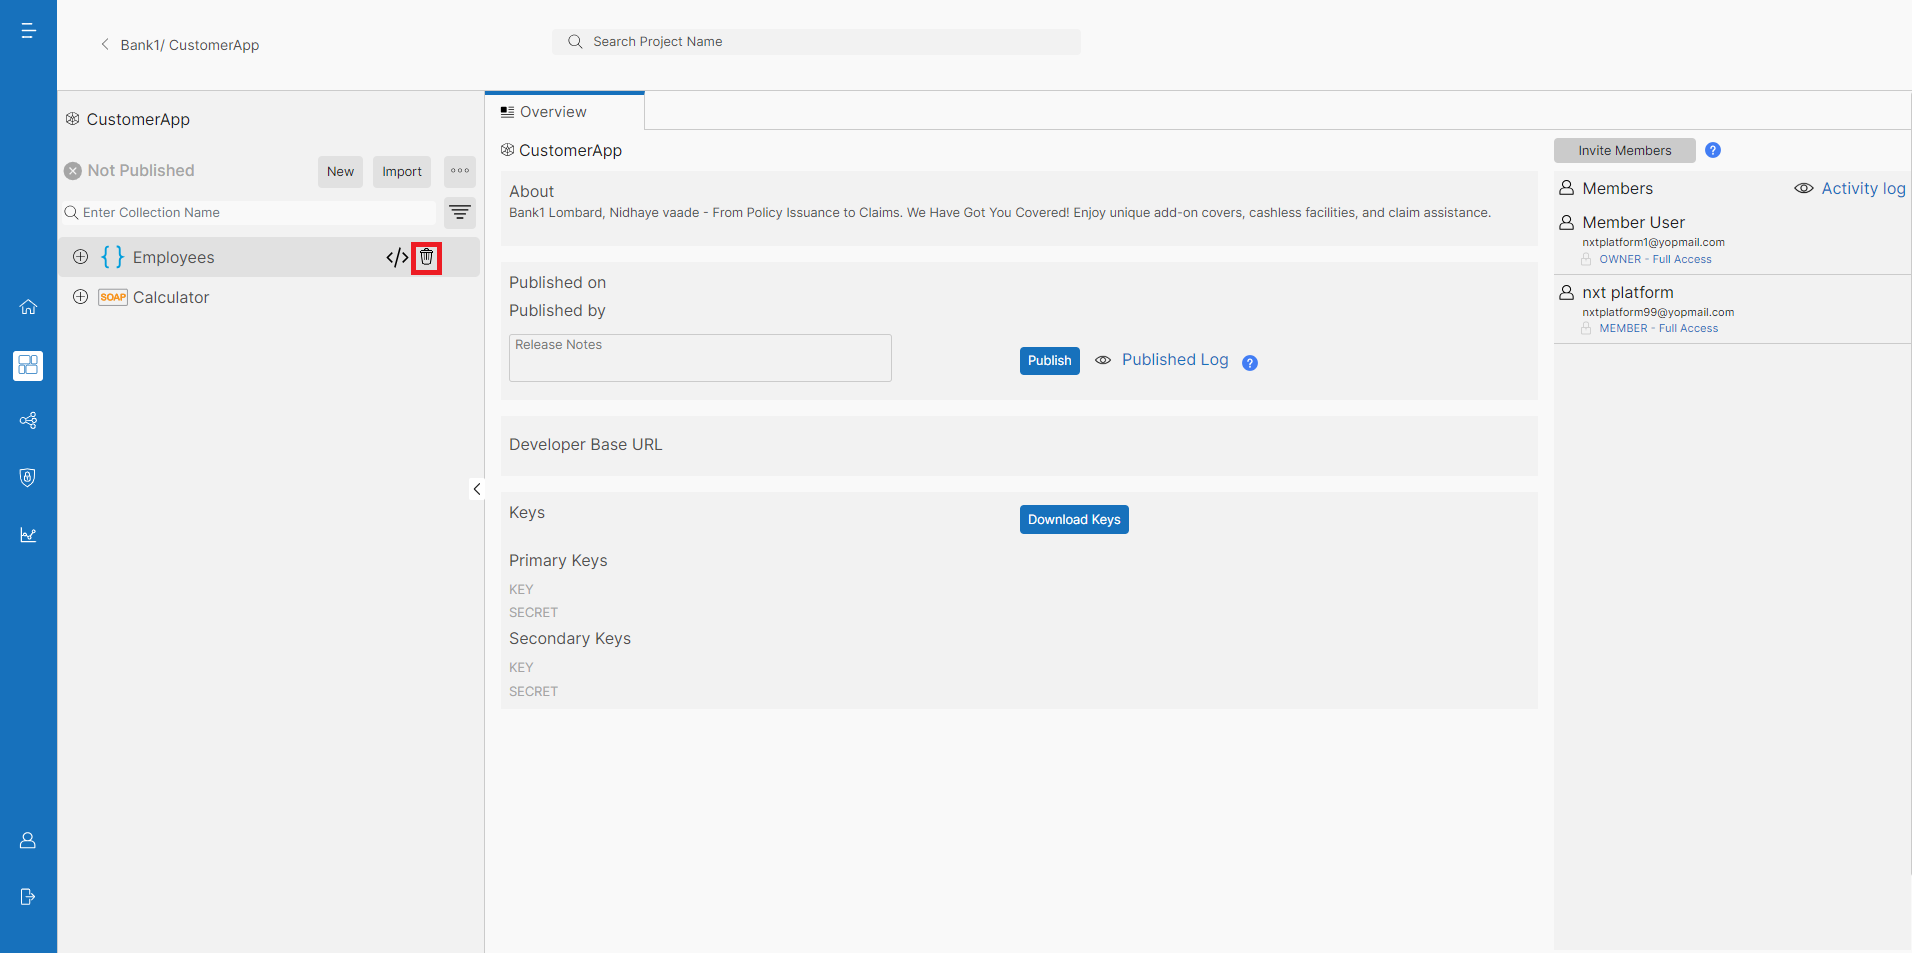 Bank1/ CustomerApp
Search Project Name
CustomerApp
Not Published
New
Import
Enter Collection Name
{ } Employees
</>
SOAP Calculator
Overview
CustomerApp
About
Bank1 Lombard, Nidhaye vaade - From Policy Issuance to Claims. We Have Got You Covered! Enjoy unique add-on covers, cashless facilities, and claim assistance.
Published on
Published by
Release Notes
Publish
Published Log
?
Developer Base URL
Keys
Download Keys
Primary Keys
KEY
SECRET
Secondary Keys
KEY
SECRET
Invite Members
?
Members
Activity log
Member User
nxtplatform1@yopmail.com
OWNER - Full Access
nxt platform
nxtplatform99@yopmail.com
MEMBER - Full Access